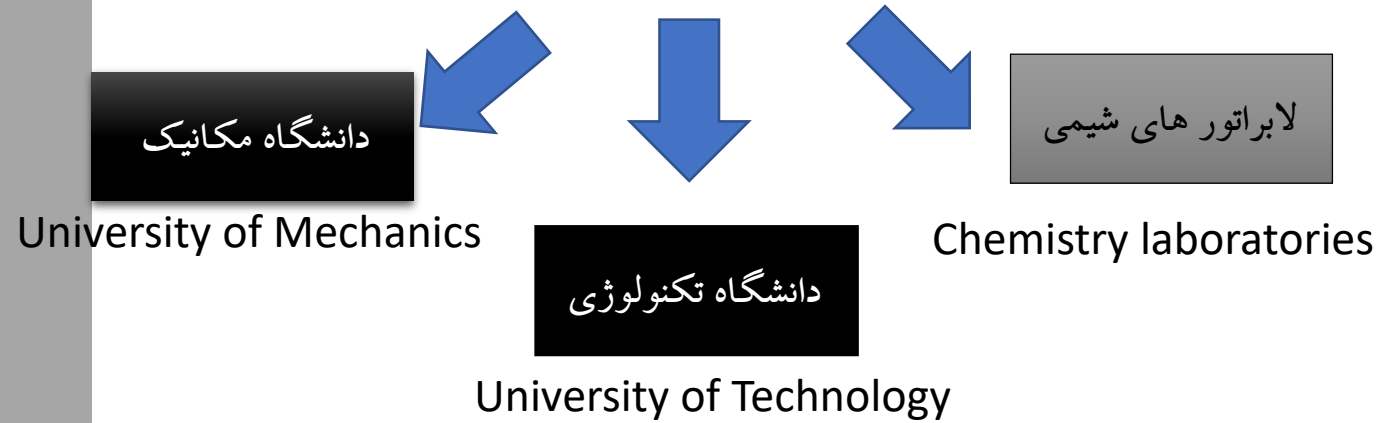 دانشگاه مکانیک
University of Mechanics
لابراتور های شیمی
Chemistry laboratories
دانشگاه تکنولوژی
University of Technology